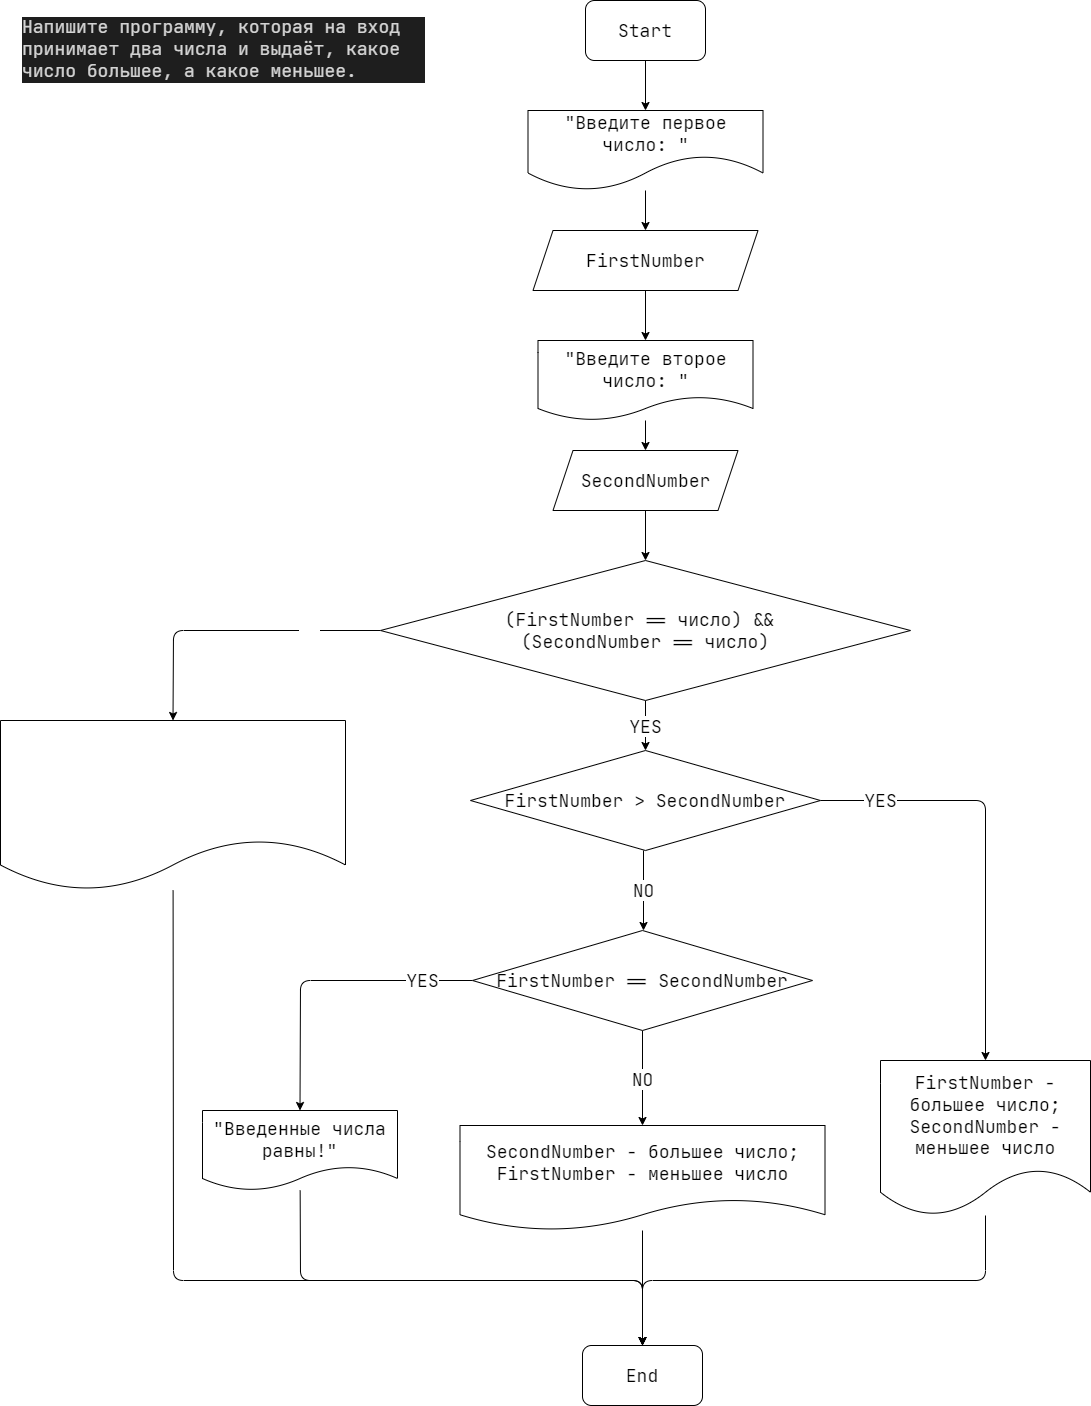 Напишите программу, которая на вход
принимает два числа и выдаёт, какое
число большее, а какое меньшее.
Start
"Введите первое
число: "
FirstNumber
"Введите второе
число: "
SecondNumber
(FirstNumber == число) &&
(SecondNumber == число)
YES
FirstNumber > SecondNumber
YES
NO
FirstNumber == SecondNumber
YES
NO
"Введенные числа
равны!"
SecondNumber - большее число;
FirstNumber - меньшее число
FirstNumber -
большее число;
SecondNumber -
меньшее число
End